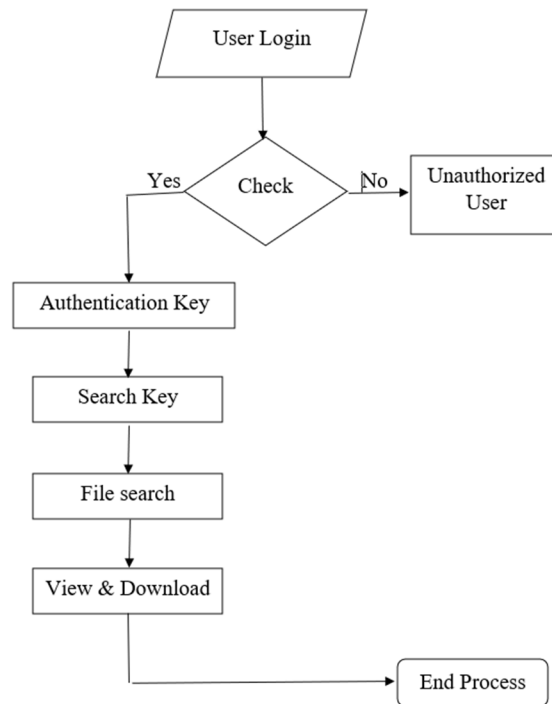 User Login
Yes
Check
No
Unauthorized
User
Authentication Key
Search Key
File search
View & Download
End Process